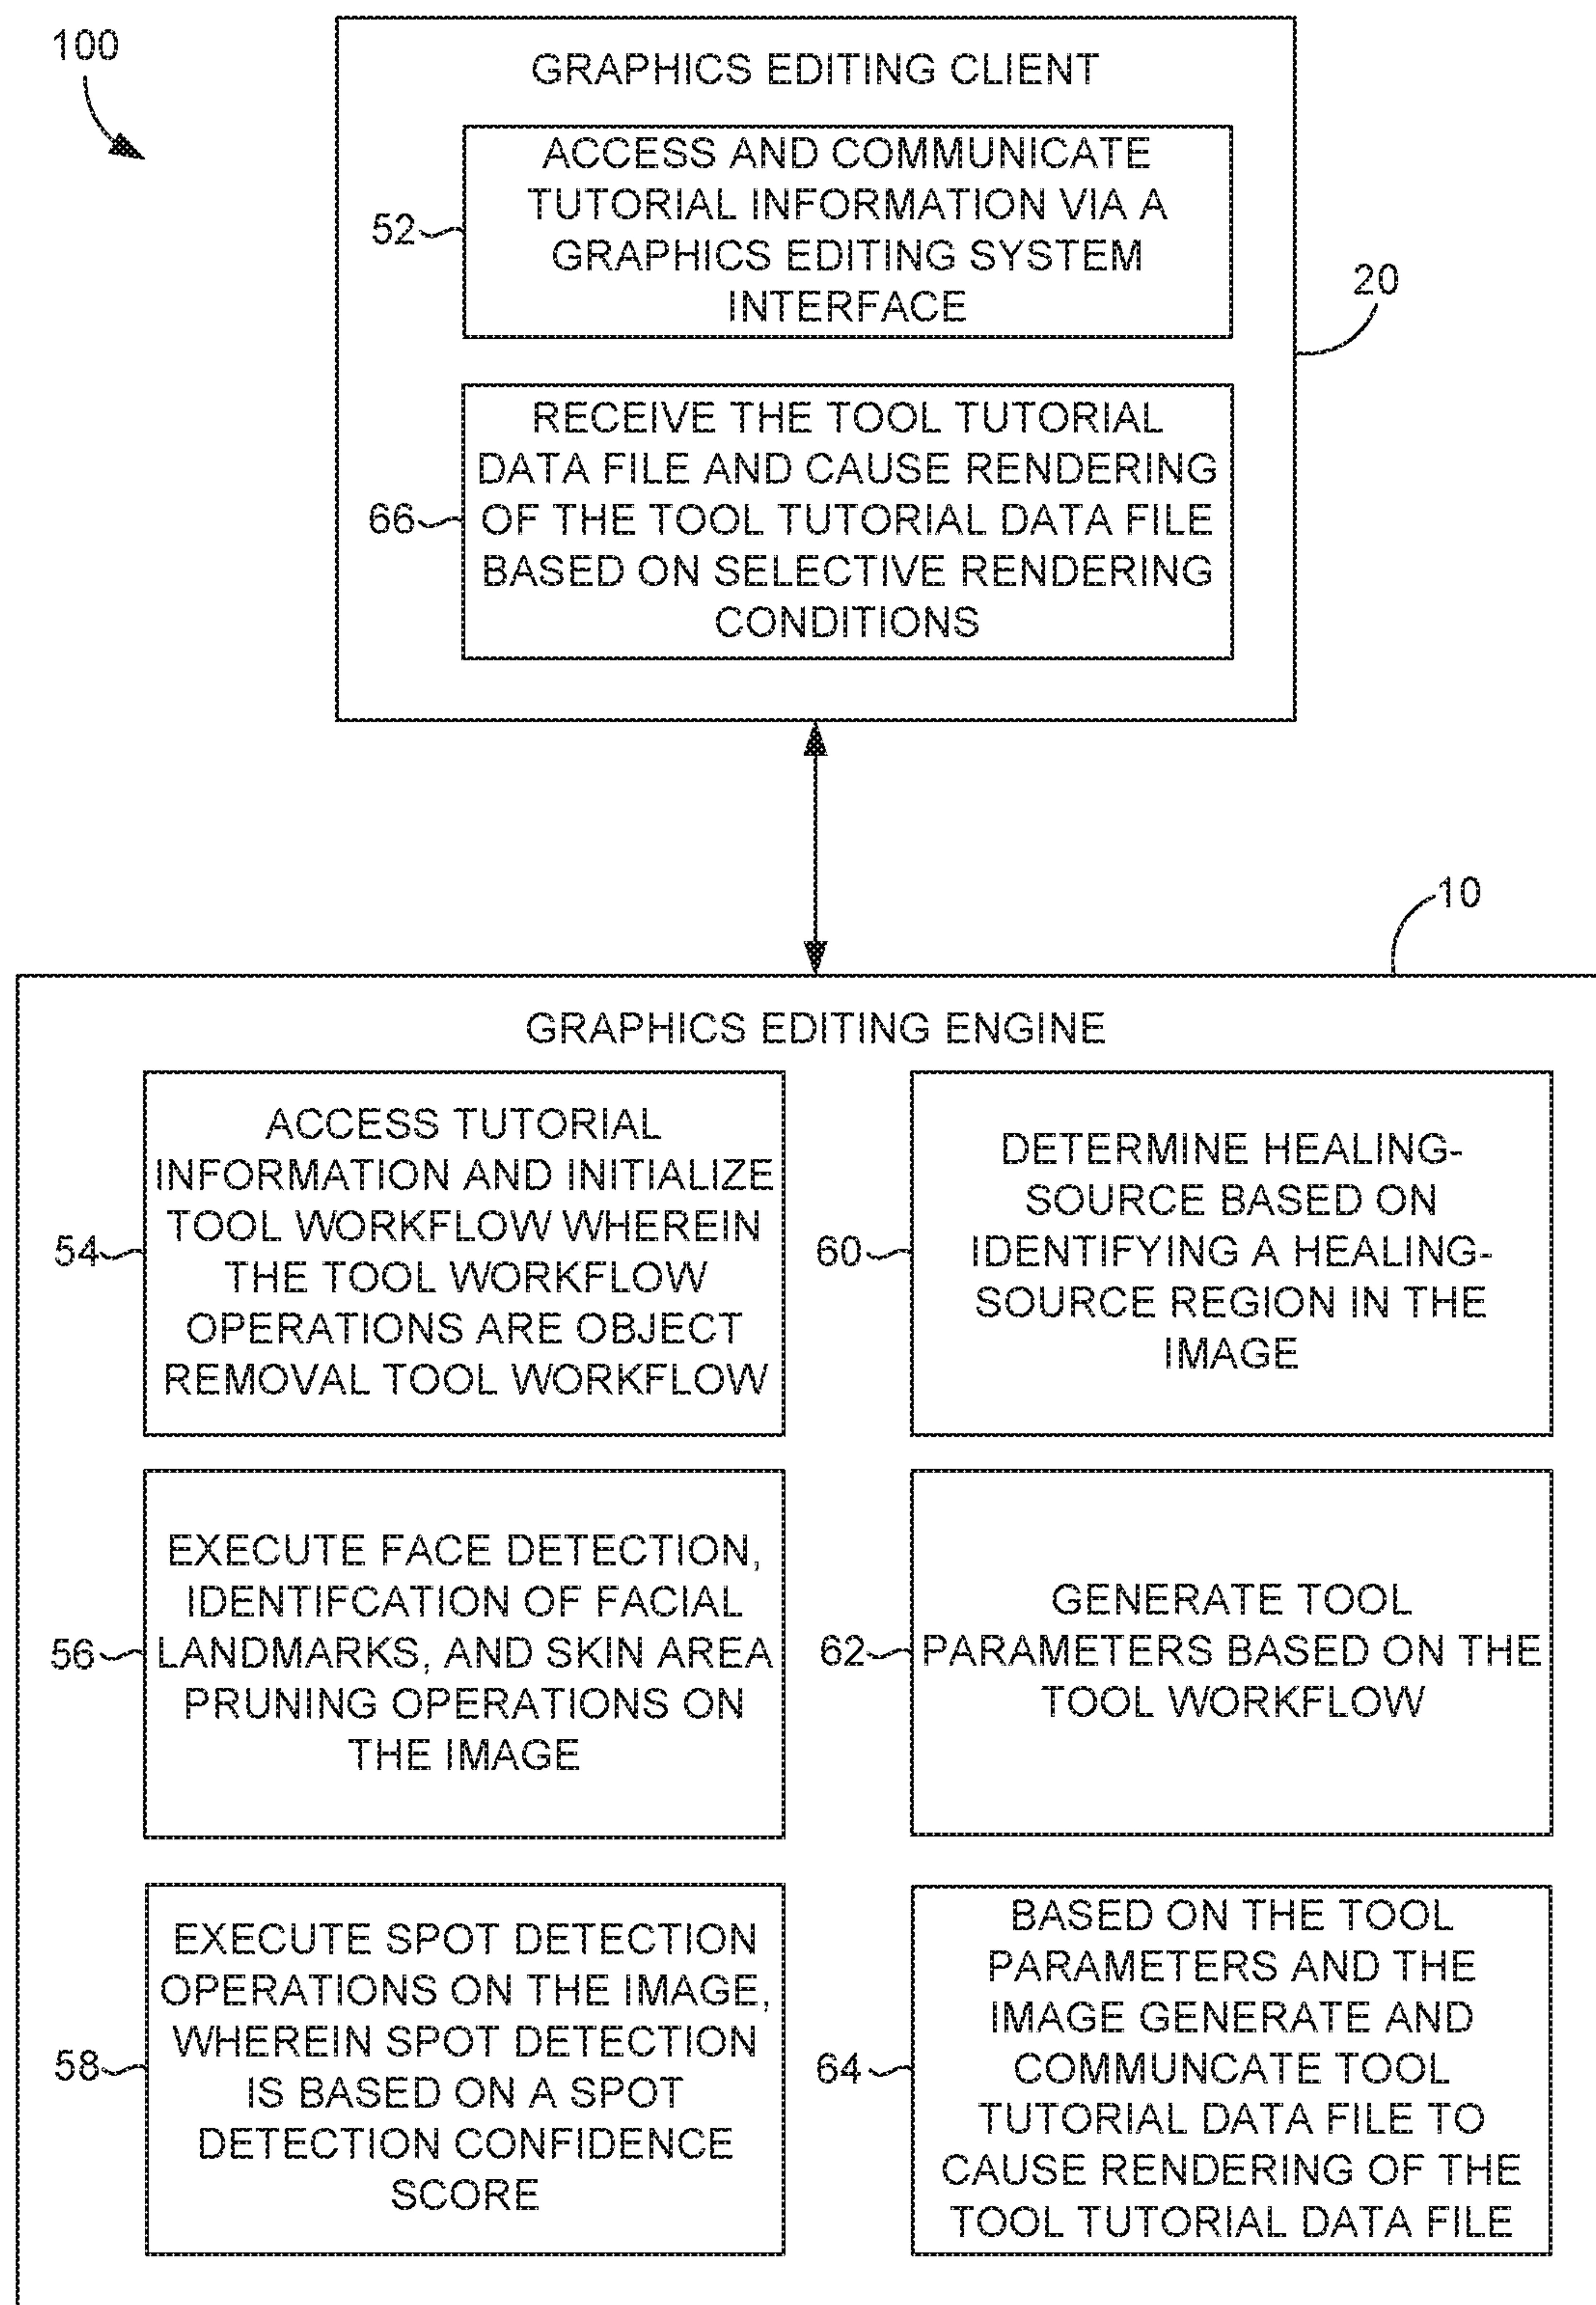 100
GRAPHICS EDITING CLIENT
52
ACCESS AND COMMUNICATE
TUTORIAL INFORMATION VIA A
GRAPHICS EDITING SYSTEM
INTERFACE
20
66
RECEIVE THE TOOL TUTORIAL
DATA FILE AND CAUSE RENDERING
OF THE TOOL TUTORIAL DATA FILE
BASED ON SELECTIVE RENDERING
CONDITIONS
10
GRAPHICS EDITING ENGINE
54
ACCESS TUTORIAL
INFORMATION AND INITIALIZE
TOOL WORKFLOW WHEREIN
THE TOOL WORKFLOW
OPERATIONS ARE OBJECT
REMOVAL TOOL WORKFLOW
56
EXECUTE FACE DETECTION,
IDENTIFCATION OF FACIAL
LANDMARKS, AND SKIN AREA
PRUNING OPERATIONS ON
THE IMAGE
58
EXECUTE SPOT DETECTION
OPERATIONS ON THE IMAGE,
WHEREIN SPOT DETECTION
IS BASED ON A SPOT
DETECTION CONFIDENCE
SCORE
60
DETERMINE HEALING-
SOURCE BASED ON
IDENTIFYING A HEALING-
SOURCE REGION IN THE
IMAGE
62
GENERATE TOOL
PARAMETERS BASED ON THE
TOOL WORKFLOW
64
BASED ON THE TOOL
PARAMETERS AND THE
IMAGE GENERATE AND
COMMUNCATE TOOL
TUTORIAL DATA FILE TO
CAUSE RENDERING OF THE
TOOL TUTORIAL DATA FILE